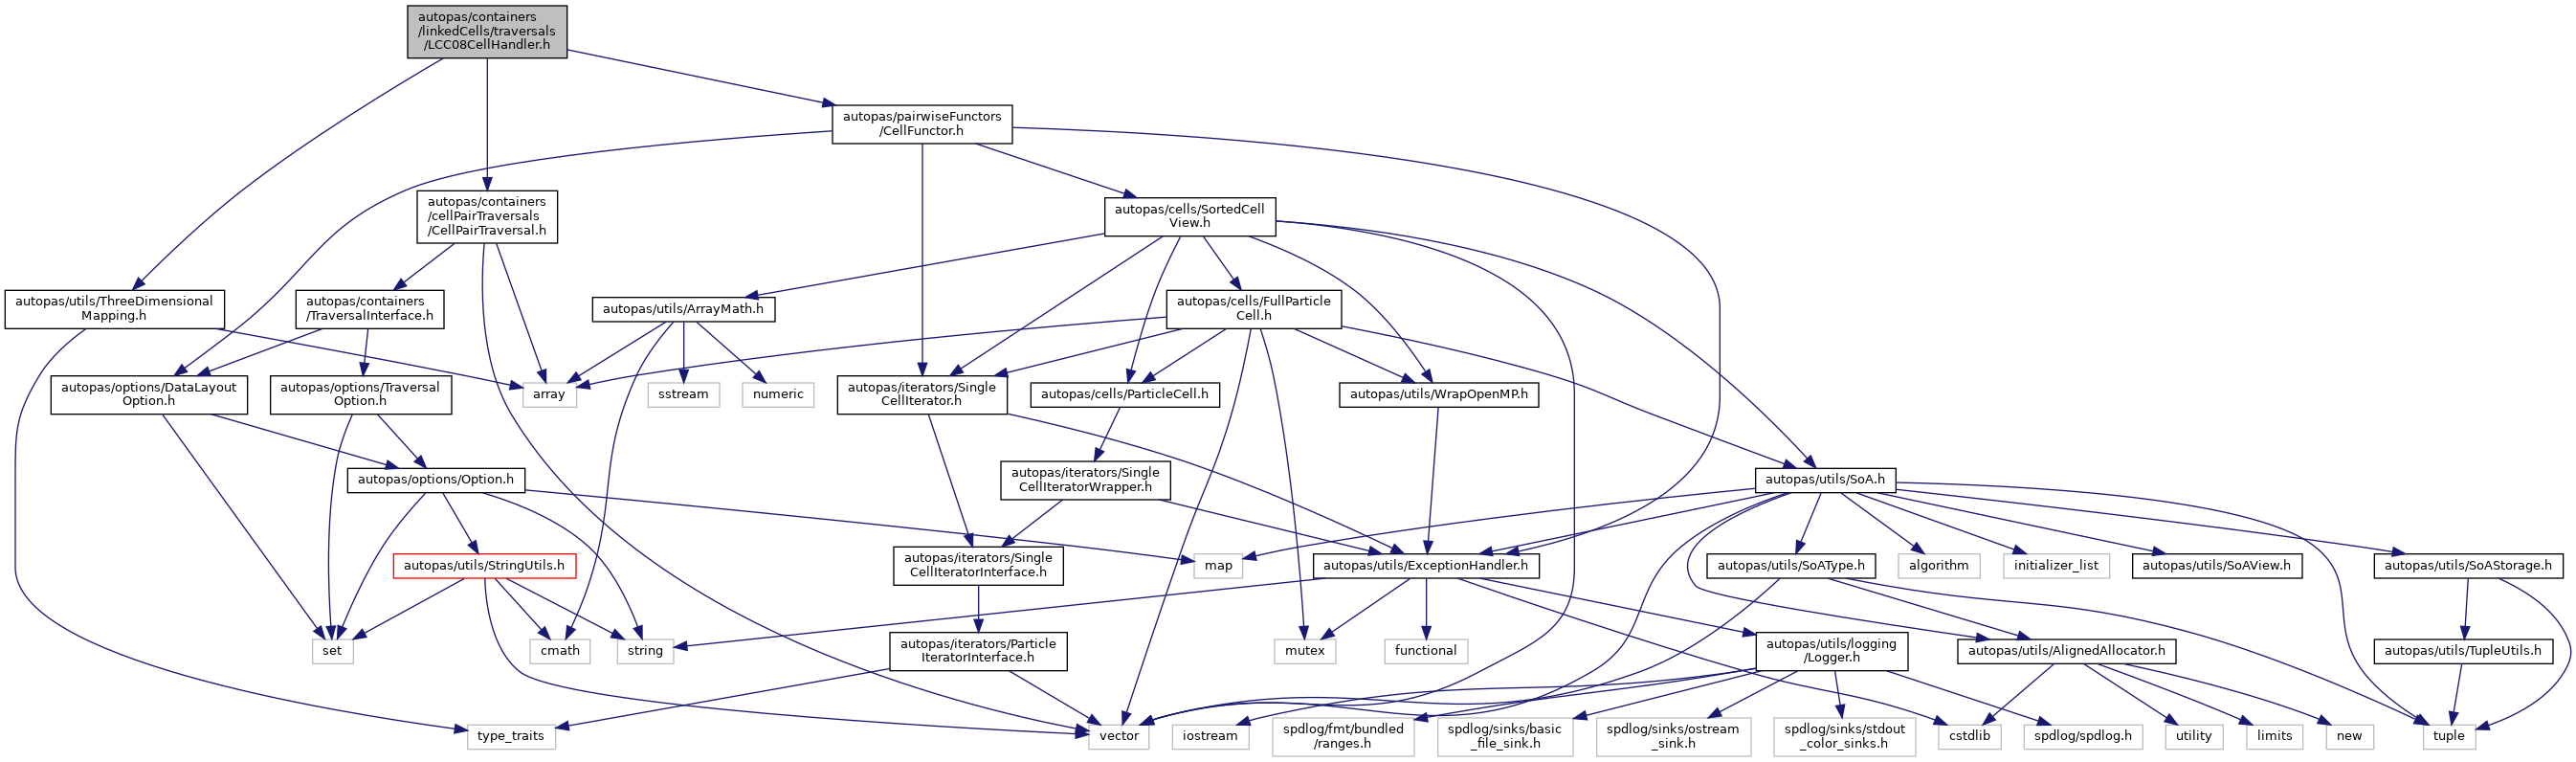 autopas/containers
/linkedCells/traversals
/LCC08CellHandler.h
autopas/pairwiseFunctors
/CellFunctor.h
autopas/containers
/cellPairTraversals
/CellPairTraversal.h
autopas/cells/SortedCell
View.h
autopas/utils/ThreeDimensional
Mapping.h
autopas/containers
/TraversalInterface.h
autopas/utils/ArrayMath.h
autopas/cells/FullParticle
Cell.h
autopas/options/DataLayout
Option.h
autopas/options/Traversal
Option.h
array
sstream
numeric
autopas/iterators/Single
CellIterator.h
autopas/cells/ParticleCell.h
autopas/utils/WrapOpenMP.h
autopas/options/Option.h
autopas/iterators/Single
CellIteratorWrapper.h
autopas/utils/SoA.h
autopas/utils/StringUtils.h
autopas/iterators/Single
CellIteratorInterface.h
map
autopas/utils/ExceptionHandler.h
autopas/utils/SoAType.h
algorithm
initializer_list
autopas/utils/SoAView.h
autopas/utils/SoAStorage.h
set
cmath
string
autopas/iterators/Particle
IteratorInterface.h
mutex
functional
autopas/utils/logging
/Logger.h
autopas/utils/AlignedAllocator.h
autopas/utils/TupleUtils.h
type_traits
vector
iostream
spdlog/fmt/bundled
/ranges.h
spdlog/sinks/basic
_file_sink.h
spdlog/sinks/ostream
_sink.h
spdlog/sinks/stdout
_color_sinks.h
cstdlib
spdlog/spdlog.h
utility
limits
new
tuple